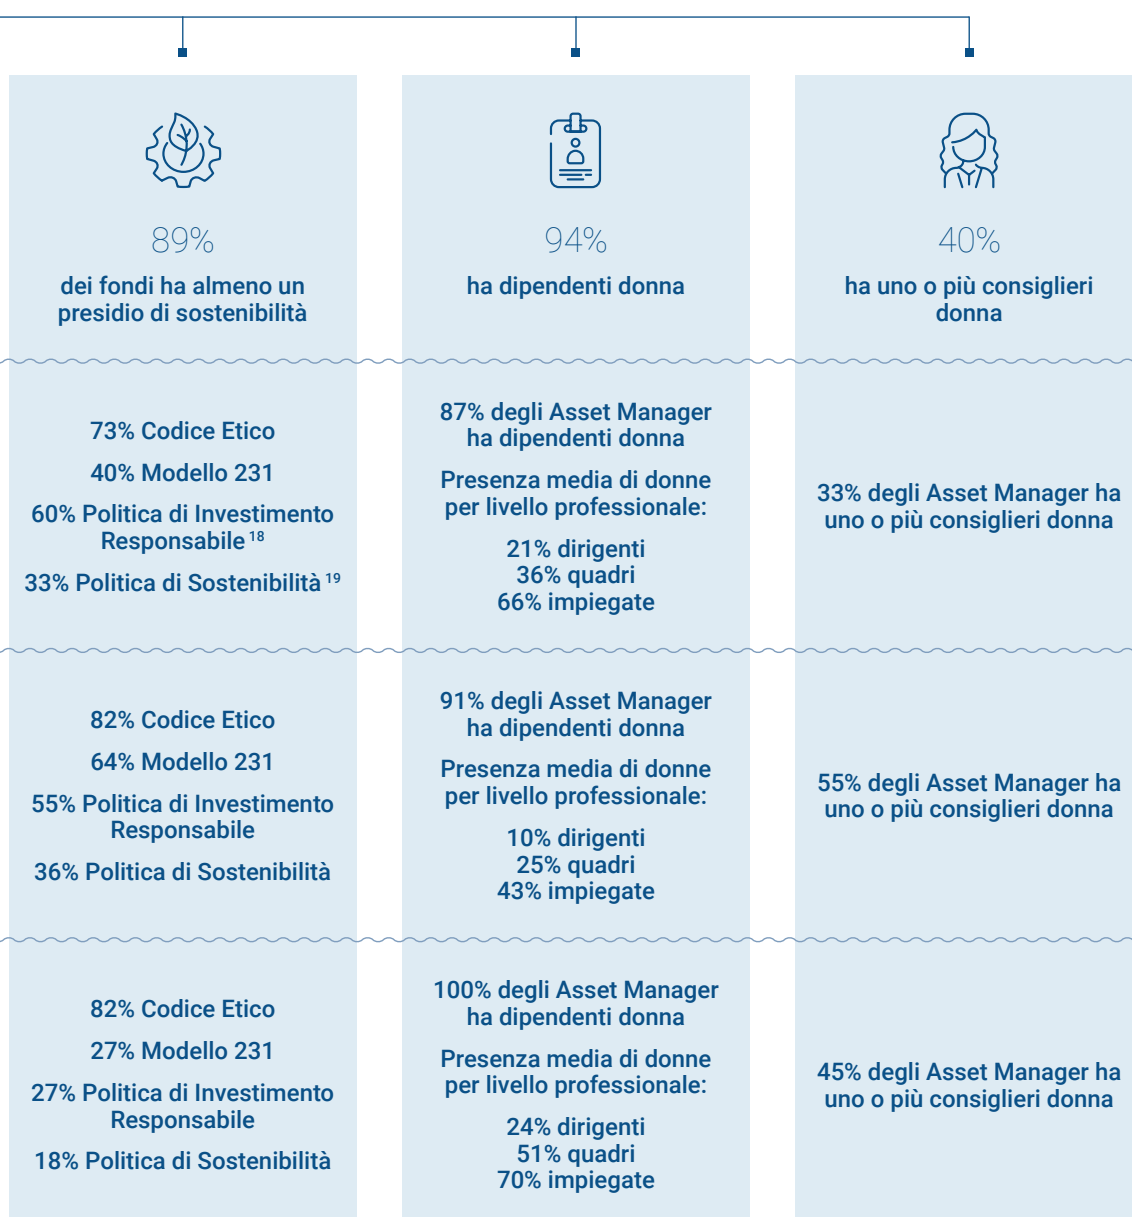 89%
dei fondi ha almeno un
presidio di sostenibilità
94%
ha dipendenti donna
40%
ha uno o più consiglieri
donna
73% Codice Etico
40% Modello 231
60% Politica di Investimento
Responsabile 18
33% Politica di Sostenibilità 19
87% degli Asset Manager
ha dipendenti donna
Presenza media di donne
per livello professionale:
21% dirigenti
36% quadri
66% impiegate
33% degli Asset Manager ha
uno o più consiglieri donna
82% Codice Etico
64% Modello 231
55% Politica di Investimento
Responsabile
36% Politica di Sostenibilità
91% degli Asset Manager
ha dipendenti donna
Presenza media di donne
per livello professionale:
10% dirigenti
25% quadri
43% impiegate
55% degli Asset Manager ha
uno o più consiglieri donna
82% Codice Etico
27% Modello 231
27% Politica di Investimento
Responsabile
18% Politica di Sostenibilità
100% degli Asset Manager
ha dipendenti donna
Presenza media di donne
per livello professionale:
24% dirigenti
51% quadri
70% impiegate
45% degli Asset Manager ha
uno o più consiglieri donna